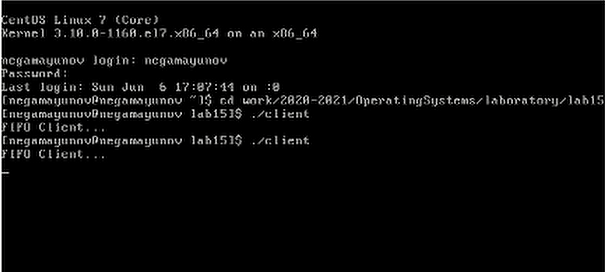 CentOS Linux 7 (Core)
Kernel 3.10.0-1160.el7.x86_64 on an x86_64
negamayunov login: negamayunov
Password:
Last login: Sun Jun  6 17:07:44 on :0
[negamayunov@negamayunov ~]$ cd work/2020-2021/OperatingSystems/laboratory/lab15
[negamayunov@negamayunov lab15]$ ./client
FIFO Client...
[negamayunov@negamayunov lab15]$ ./client
FIFO Client...
_